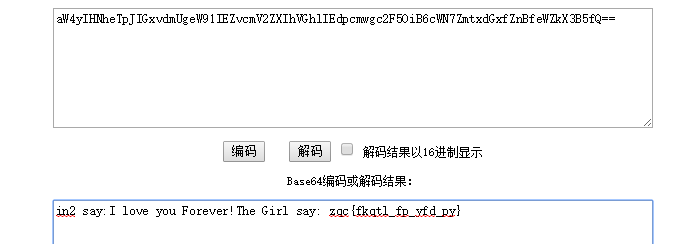 aW4yIHNheTpJIGxvdmUgeW91IEZvcmV2ZXIhVGhlIEdpcmwgc2F5OiB6cWN7ZmtxdGxfZnBfeWZkX3B5fQ==
编码 解码 解码结果以16进制显示
Base64编码或解码结果:
in2 say:I love you Forever!The Girl say: zqc{fkqtl_fp_yfd_py}